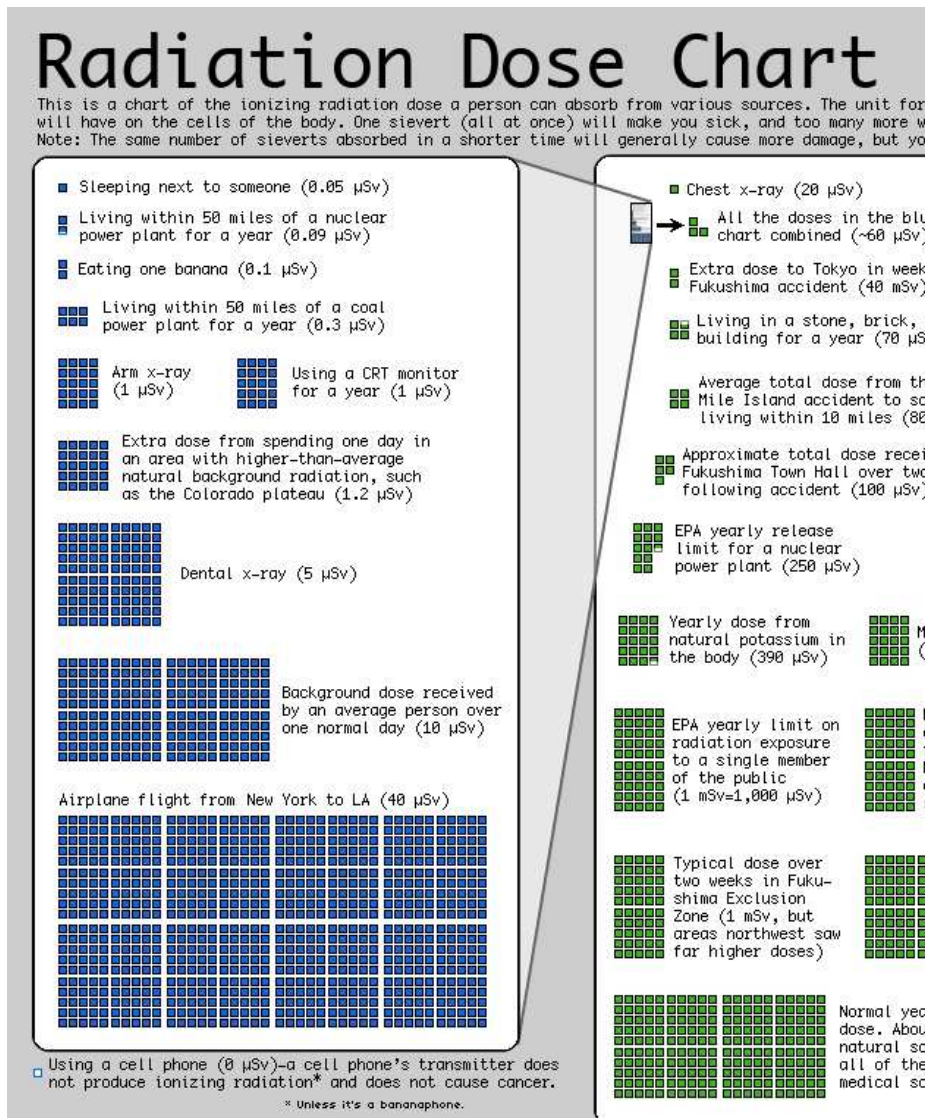 Radiation Dose Chart
This is a chart of the ionizing radiation dose a person can absorb from various sources. The unit for
will have on the cells of the body. One sievert (all at once) will make you sick, and too many more w
Note: The same number of sieverts absorbed in a shorter time will generally cause more damage, but yo
Sleeping next to someone (0.05 µSv)
Living within 50 miles of a nuclear
power plant for a year (0.09 µSv)
Eating one banana (0.1 µSv)
Living within 50 miles of a coal
power plant for a year (0.3 µSv)
Arm x-ray
(1 µSv)
Using a CRT monitor
for a year (1 µSv)
Extra dose from spending one day in
an area with higher-than-average
natural background radiation, such
as the Colorado plateau (1.2 µSv)
Dental x-ray (5 µSv)
Background dose received
by an average person over
one normal day (10 µSv)
Airplane flight from New York to LA (40 µSv)
Using a cell phone (0 µSv)-a cell phone's transmitter does
not produce ionizing radiation* and does not cause cancer.
* Unless it's a bananaphone.
Chest x-ray (20 µSv)
All the doses in the blu
chart combined (~60 µSv)
Extra dose to Tokyo in week
Fukushima accident (40 mSv)
Living in a stone, brick,
building for a year (70 µS
Average total dose from th
Mile Island accident to so
living within 10 miles (80
Approximate total dose recei
Fukushima Town Hall over two
following accident (100 µSv)
EPA yearly release
limit for a nuclear
power plant (250 µSv)
Yearly dose from
natural potassium in
the body (390 µSv)
M
(
EPA yearly limit on
radiation exposure
to a single member
of the public
(1 mSv=1,000 µSv)
Typical dose over
two weeks in Fuku-
shima Exclusion
Zone (1 mSv, but
areas northwest saw
far higher doses)
Normal yea
dose. Abou
natural so
all of the
medical so